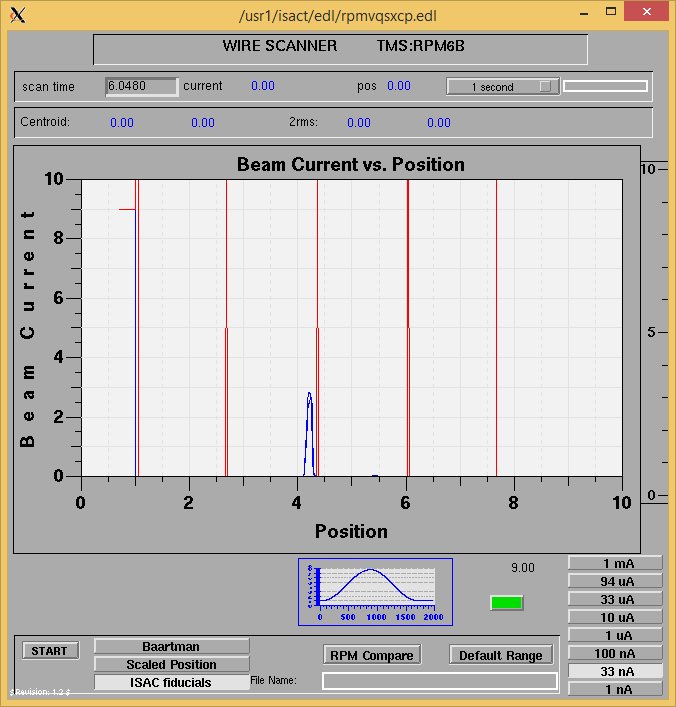 /usr1/isact/edl/rpmvqsxcp.edl
WIRE SCANNER TMS:RPM6B
scan time 6.0480 current 0.00 pos 0.00 1 second
Centroid: 0.00 0.00 2rms: 0.00 0.00
Beam Current vs. Position
10
8
6
4
2
0
Beam Current
0 2 4 6 8 10
Position
10
5
0
8
0 500 1000 1500 2000
9.00
1 mA
94 uA
33 uA
10 uA
1 uA
100 nA
33 nA
1 nA
START
Baartman
Scaled Position
ISAC fiducials
RPM Compare
Default Range
File Name:
$Revision: 1.2 $